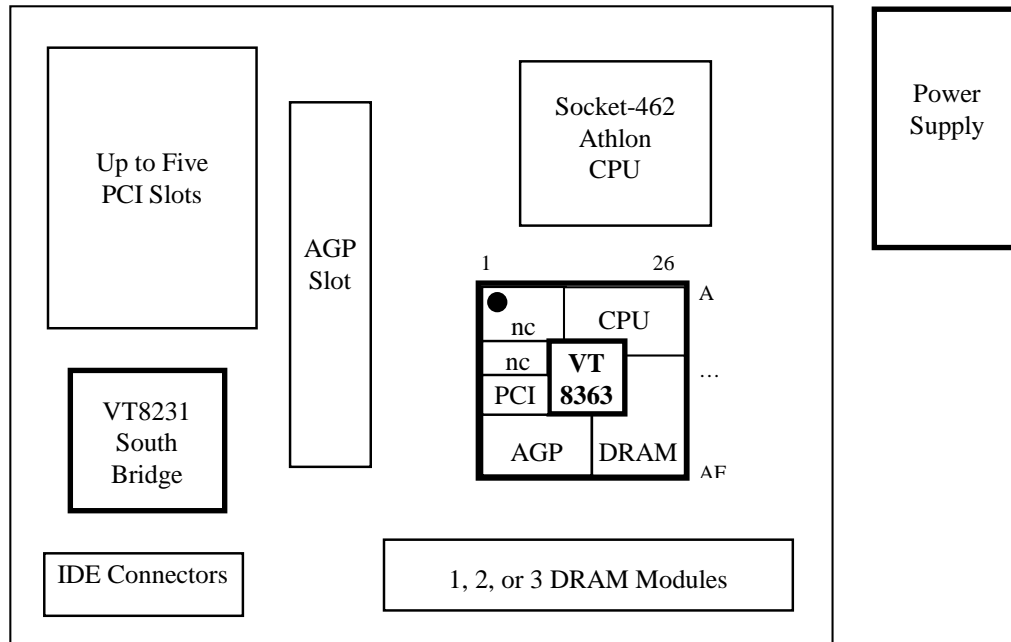 Up to Five
PCI Slots
AGP
Slot
Socket-462
Athlon
CPU
Power
Supply
1 26
A
nc
CPU
nc
VT
8363
...
PCI
AGP
DRAM
VT8231
South
Bridge
IDE Connectors
1, 2, or 3 DRAM Modules